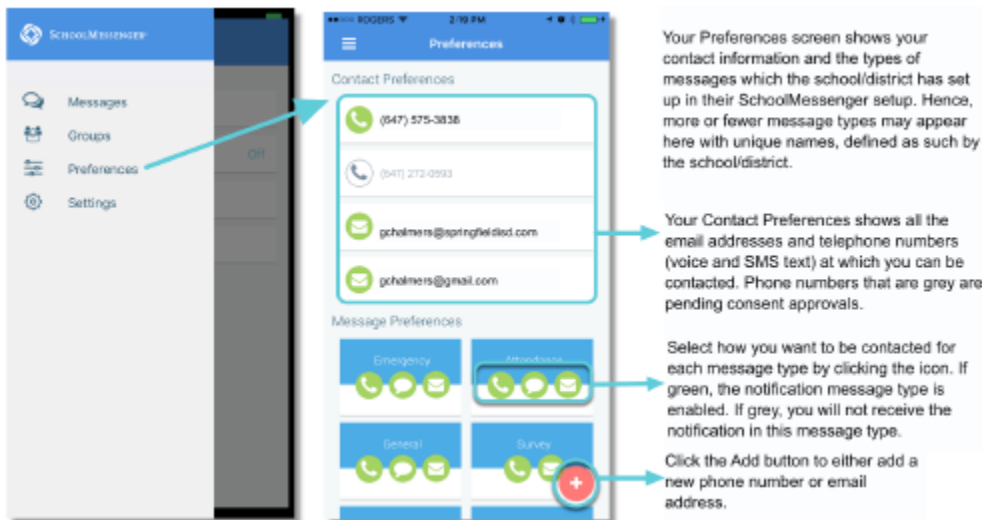 SCHOOLMESSENGER
Messages
Groups
Preferences
Settings
Off
ROGERS 2:19 PM
Preferences
Contact Preferences
(647) 575-3838
(647) 272-0593
gchalmers@springfieldisd.com
gchalmers@gmail.com
Message Preferences
Emergency
Attendance
General
Survey
+
Your Preferences screen shows your
contact information and the types of
messages which the school/district has set
up in their SchoolMessenger setup. Hence,
more or fewer message types may appear
here with unique names, defined as such by
the school/district.
Your Contact Preferences shows all the
email addresses and telephone numbers
(voice and SMS text) at which you can be
contacted. Phone numbers that are grey are
pending consent approvals.
Select how you want to be contacted for
each message type by clicking the icon. If
green, the notification message type is
enabled. If grey, you will not receive the
notification in this message type.
Click the Add button to either add a
new phone number or email
address.